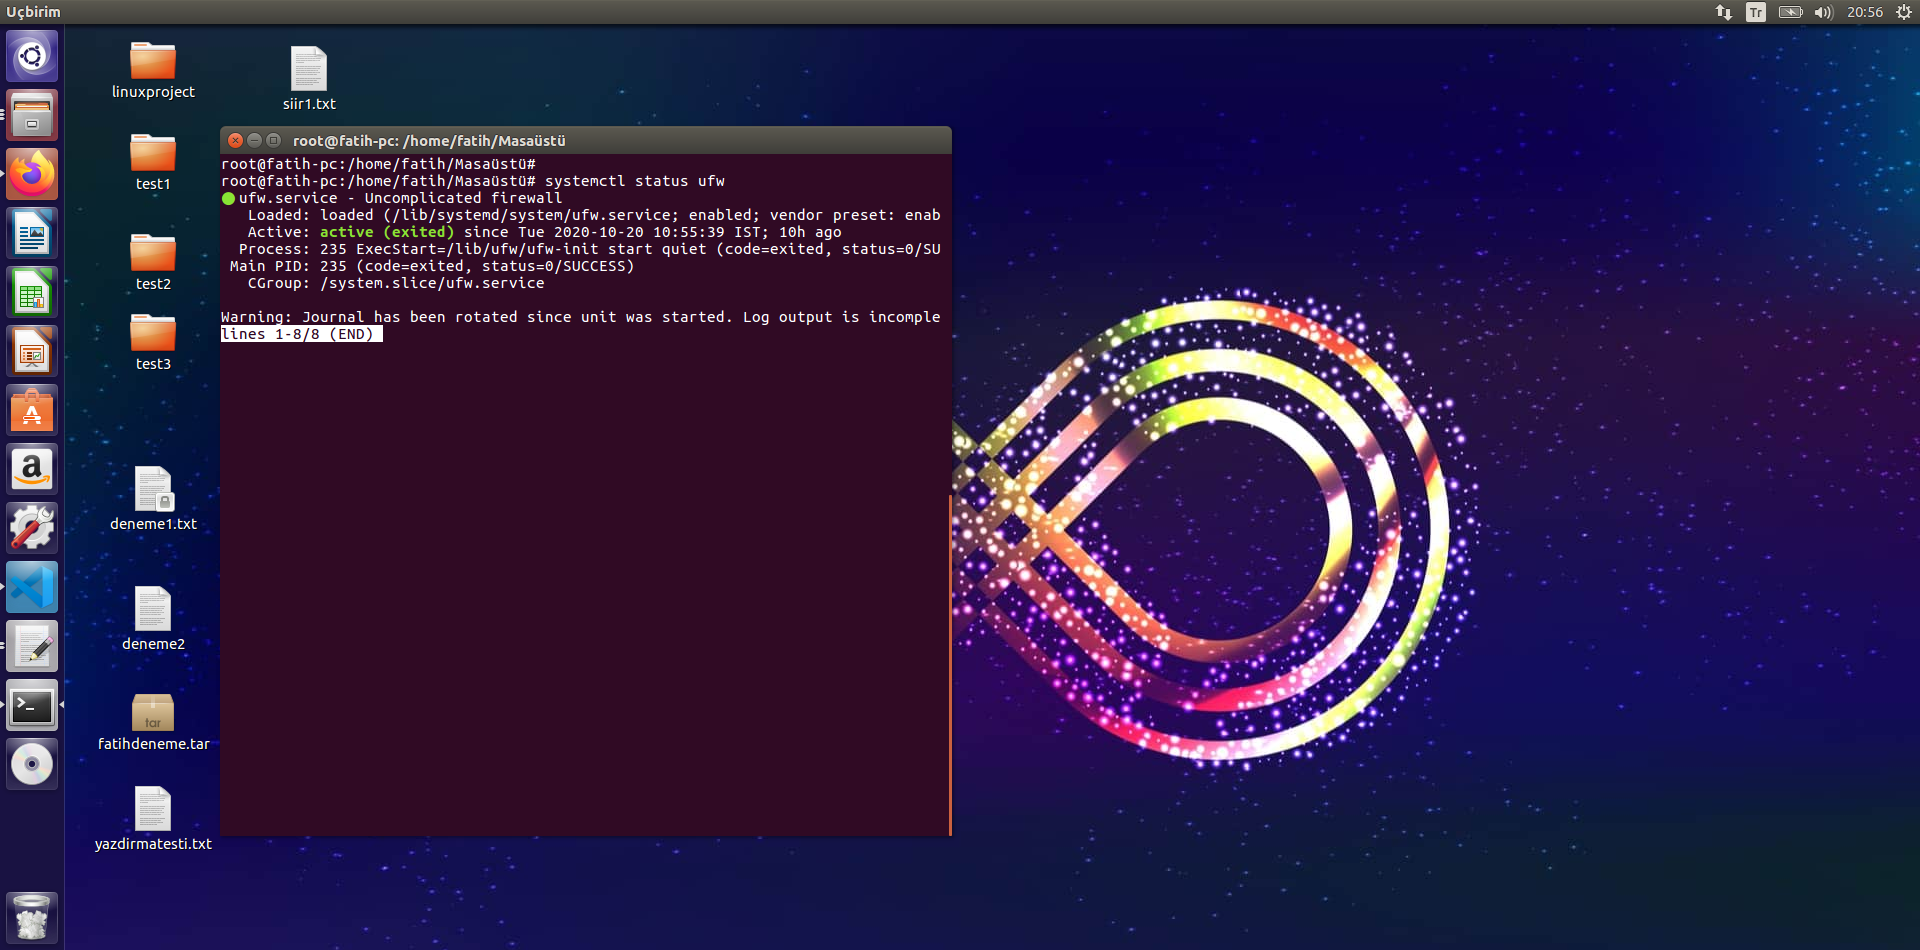 Uçbirim
Tr
20:56
linuxproject
siir1.txt
test1
test2
test3
deneme1.txt
deneme2
tar
fatihdeneme.tar
yazdirmatesti.txt
root@fatih-pc: /home/fatih/Masaüstü
root@fatih-pc:/home/fatih/Masaüstü#
root@fatih-pc:/home/fatih/Masaüstü# systemctl status ufw
● ufw.service - Uncomplicated firewall
Loaded: loaded (/lib/systemd/system/ufw.service; enabled; vendor preset: enab
Active: active (exited) since Tue 2020-10-20 10:55:39 IST; 10h ago
Process: 235 ExecStart=/lib/ufw/ufw-init start quiet (code=exited, status=0/SU
Main PID: 235 (code=exited, status=0/SUCCESS)
CGroup: /system.slice/ufw.service
Warning: Journal has been rotated since unit was started. Log output is incomple
lines 1-8/8 (END)